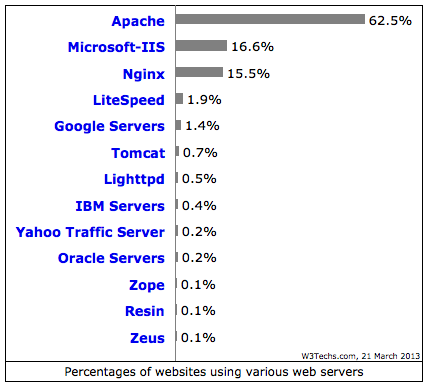 Apache 62.5%
Microsoft-IIS 16.6%
Nginx 15.5%
LiteSpeed 1.9%
Google Servers 1.4%
Tomcat 0.7%
Lighttpd 0.5%
IBM Servers 0.4%
Yahoo Traffic Server 0.2%
Oracle Servers 0.2%
Zope 0.1%
Resin 0.1%
Zeus 0.1%
W3Techs.com, 21 March 2013
Percentages of websites using various web servers